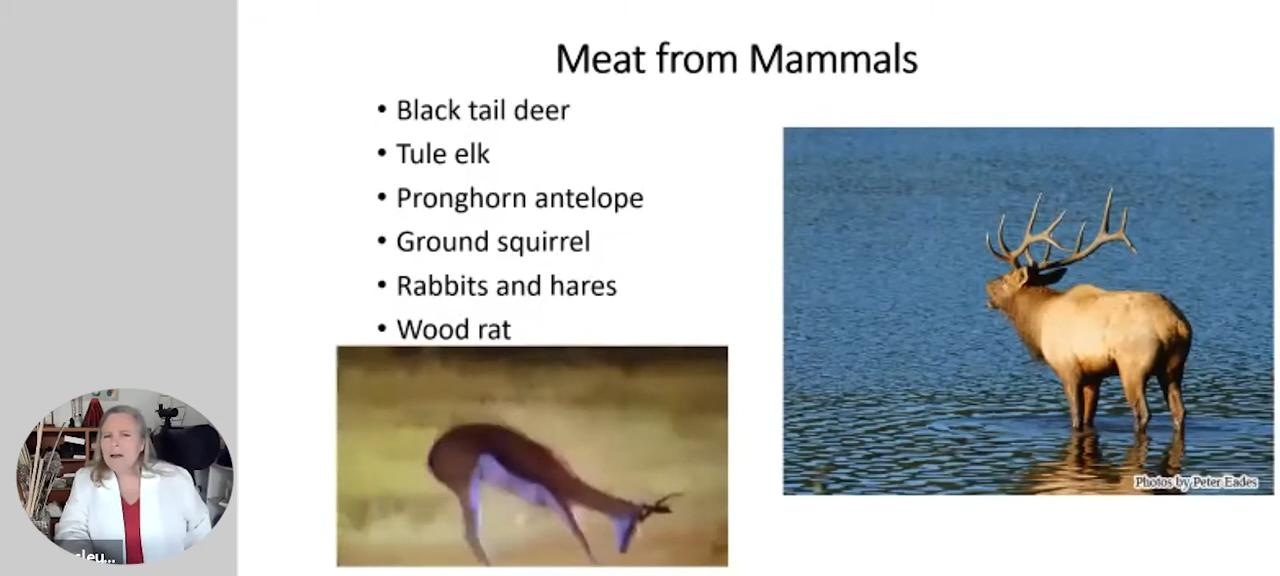 Meat from Mammals
• Black tail deer
• Tule elk
• Pronghorn antelope
• Ground squirrel
• Rabbits and hares
• Wood rat
Photos by Peter Eades